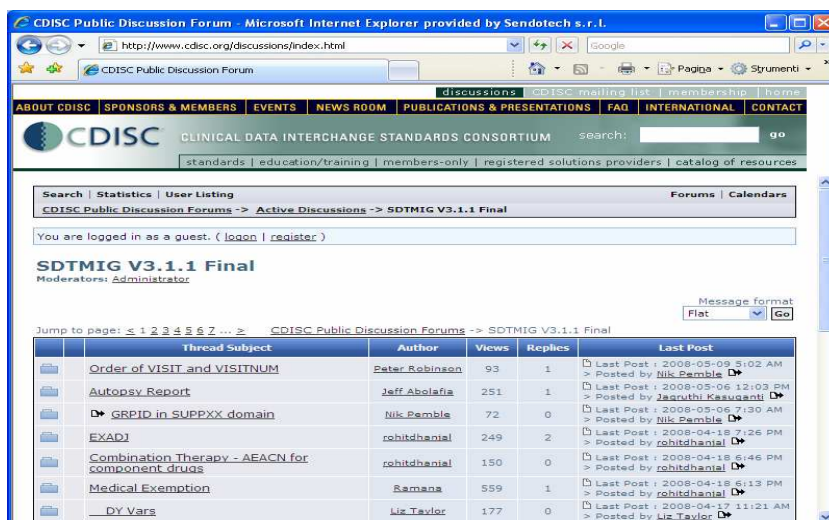 CDISC Public Discussion Forum - Microsoft Internet Explorer provided by Sendotech s.r.l.
http://www.cdisc.org/discussions/index.html
Google
CDISC Public Discussion Forum
Pagina
Strumenti
discussions | CDISC mailing list | membership | home
ABOUT CDISC | SPONSORS & MEMBERS | EVENTS | NEWS ROOM | PUBLICATIONS & PRESENTATIONS | FAQ | INTERNATIONAL | CONTACT
CDISC CLINICAL DATA INTERCHANGE STANDARDS CONSORTIUM search: go
standards | education/training | members-only | registered solutions providers | catalog of resources
Search | Statistics | User Listing Forums | Calendars
CDISC Public Discussion Forums -> Active Discussions -> SDTMIG V3.1.1 Final
You are logged in as a guest. ( logon | register )
SDTMIG V3.1.1 Final
Moderators: Administrator
Message format
Flat Go
Jump to page: < 1 2 3 4 5 6 7 ... > CDISC Public Discussion Forums -> SDTMIG V3.1.1 Final
Thread Subject Author Views Replies Last Post
Order of VISIT and VISITNUM Peter Robinson 93 1 Last Post : 2008-05-09 5:02 AM
> Posted by Nik Pemble
Autopsy Report Jeff Abolafia 251 1 Last Post : 2008-05-06 12:03 PM
> Posted by Jagruthi Kasuganti
GRPID in SUPPXX domain Nik Pemble 72 0 Last Post : 2008-05-06 7:30 AM
> Posted by Nik Pemble
EXADJ rohitdhanjal 249 2 Last Post : 2008-04-18 7:26 PM
> Posted by rohitdhanjal
Combination Therapy - AEACN for
component drugs rohitdhanjal 150 0 Last Post : 2008-04-18 6:46 PM
> Posted by rohitdhanjal
Medical Exemption Ramana 559 1 Last Post : 2008-04-18 6:13 PM
> Posted by rohitdhanjal
DY Vars Liz Taylor 177 0 Last Post : 2008-04-17 11:21 AM
> Posted by Liz Taylor